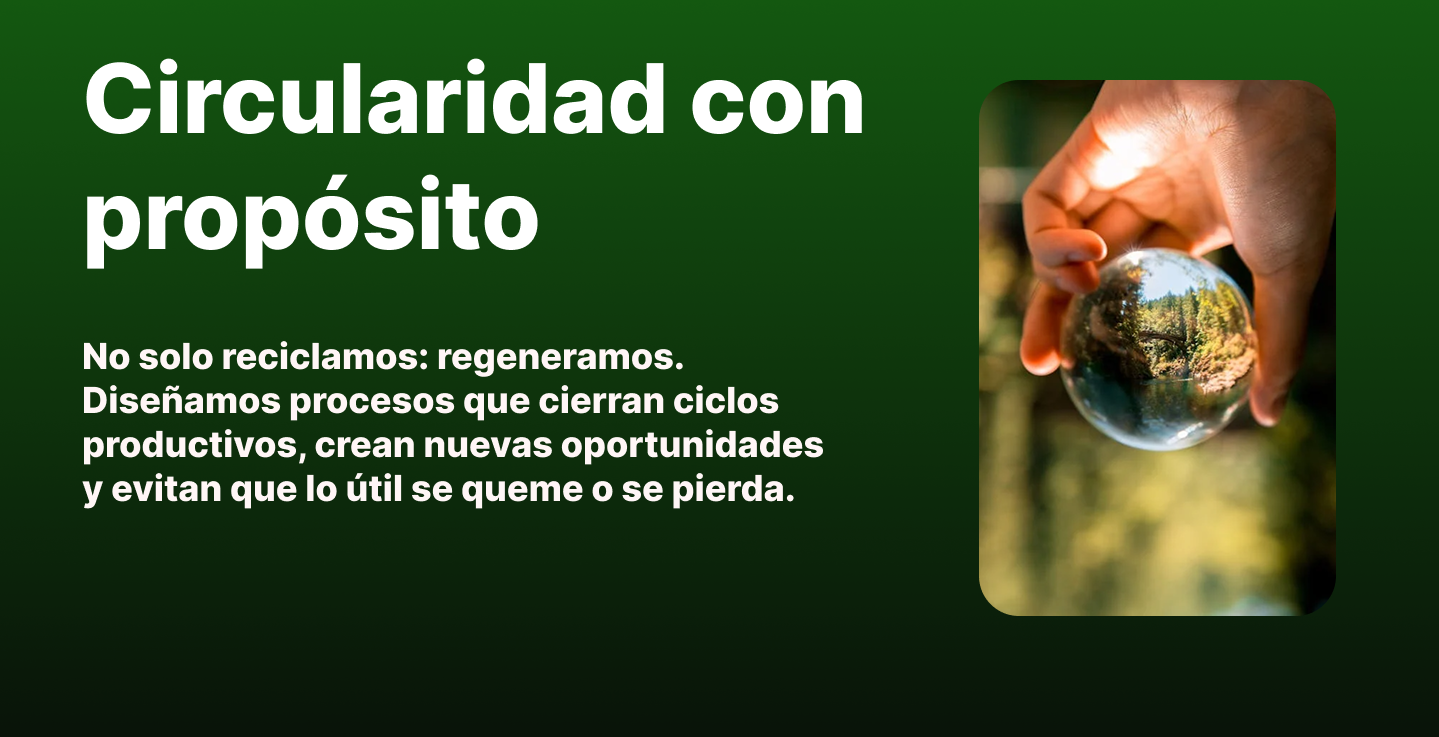 Circularidad con
propósito
No solo reciclamos: regeneramos.
Diseñamos procesos que cierran ciclos
productivos, crean nuevas oportunidades
y evitan que lo útil se queme o se pierda.